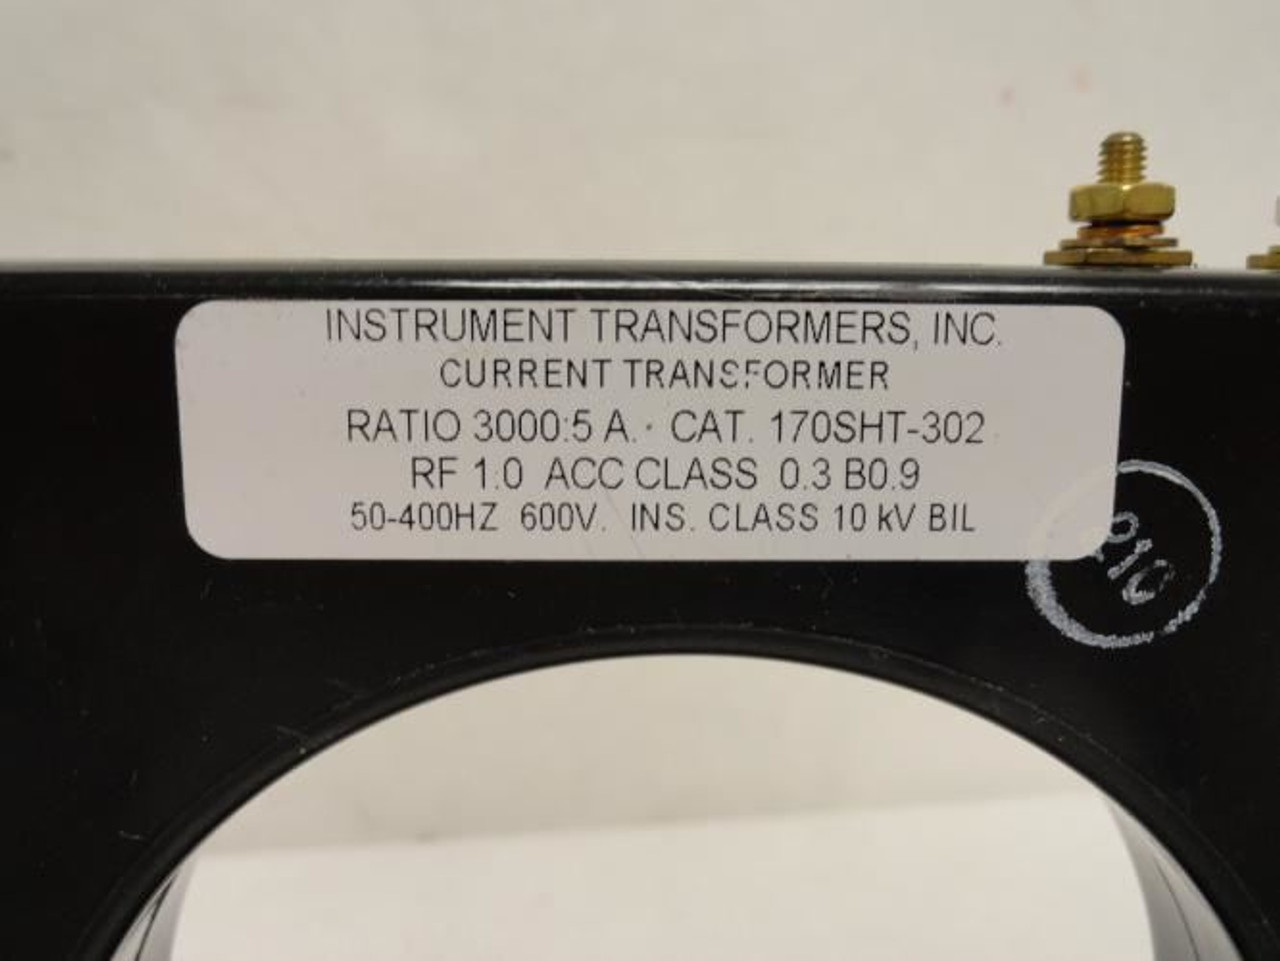 INSTRUMENT TRANSFORMERS, INC.
CURRENT TRANSFORMER
RATIO 3000:5 A. · CAT. 170SHT-302
RF 1.0 ACC CLASS 0.3 B0.9
50-400HZ 600V. INS. CLASS 10 kV BIL
210